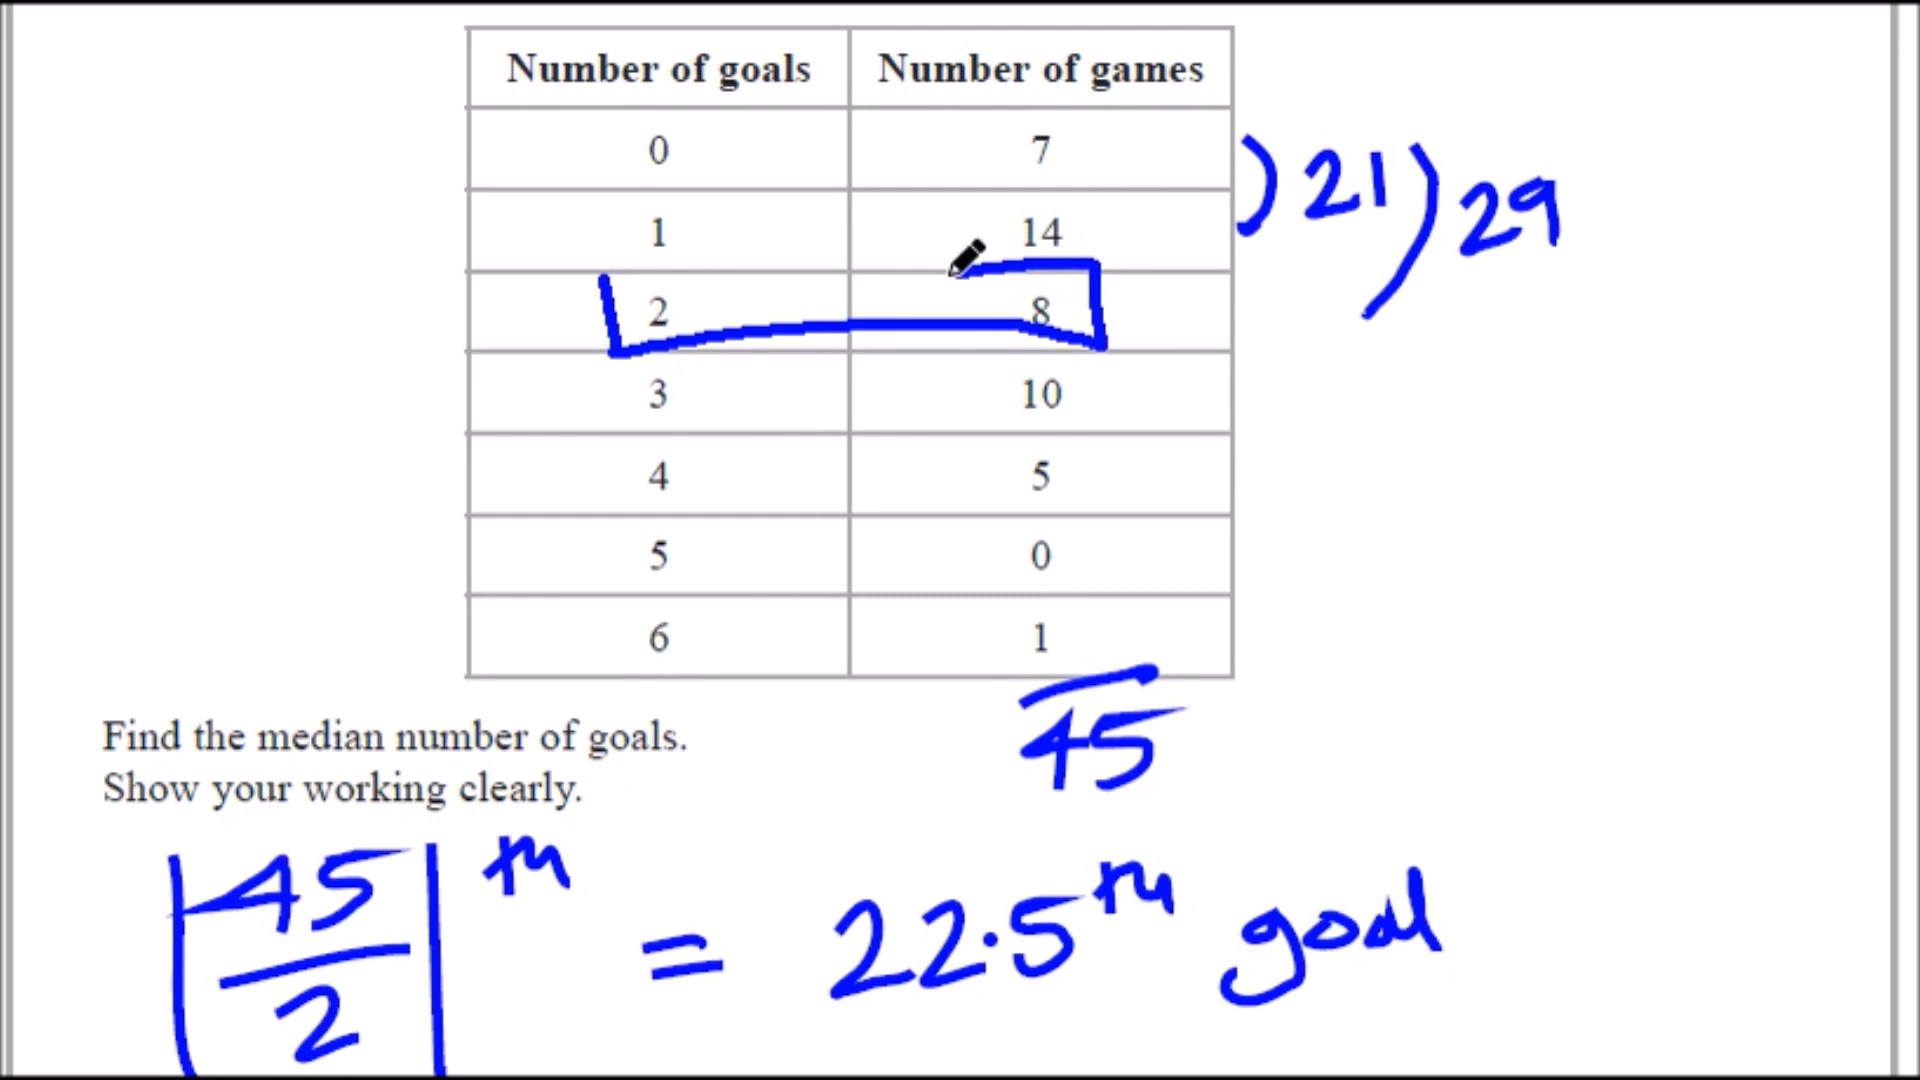 Number of goals Number of games
0 7
1 14
2 8
3 10
4 5
5 0
6 1
) 21 ) 29
45
Find the median number of goals.
Show your working clearly.
45
2
th = 22.5th goal